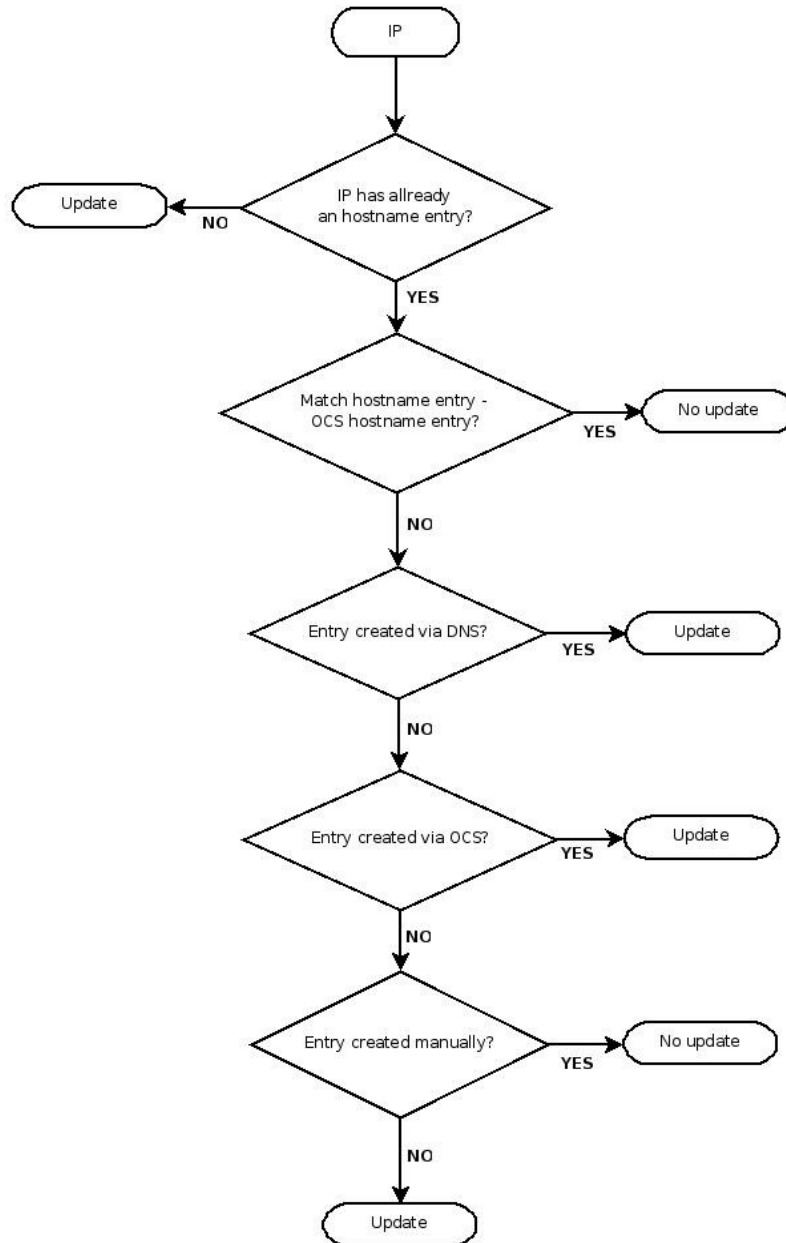 IP
IP has allready
an hostname entry?
Update
NO
YES
Match hostname entry -
OCS hostname entry?
No update
YES
NO
Entry created via DNS?
Update
YES
NO
Entry created via OCS?
Update
YES
NO
Entry created manually?
No update
YES
NO
Update